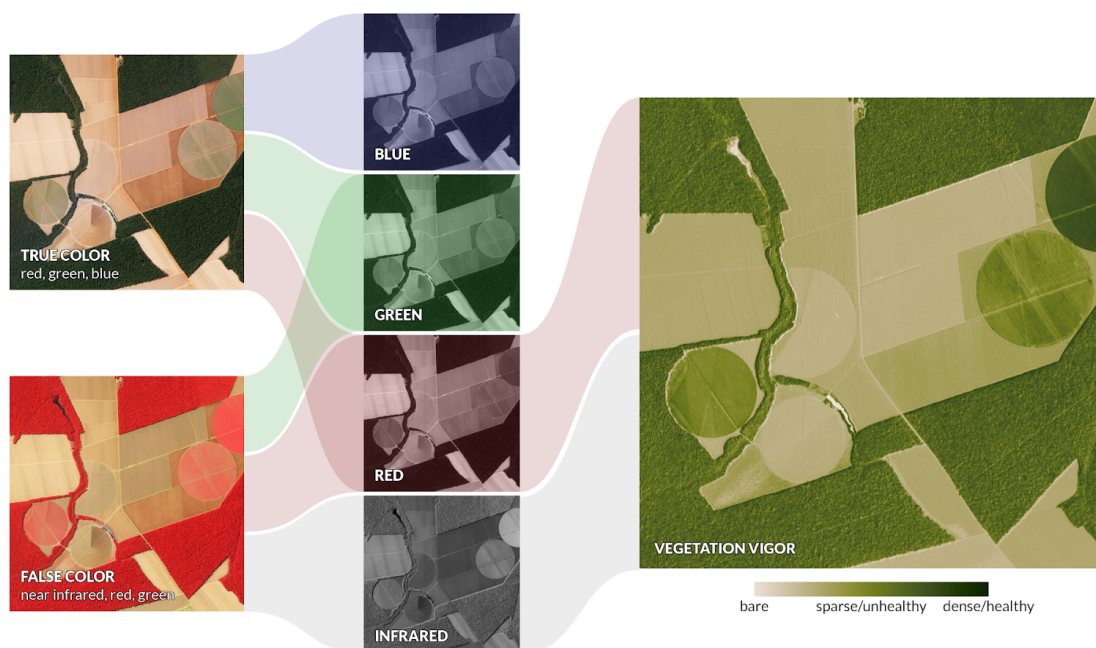 TRUE COLOR
red, green, blue
FALSE COLOR
near infrared, red, green
BLUE
GREEN
RED
INFRARED
VEGETATION VIGOR
bare sparse/unhealthy dense/healthy